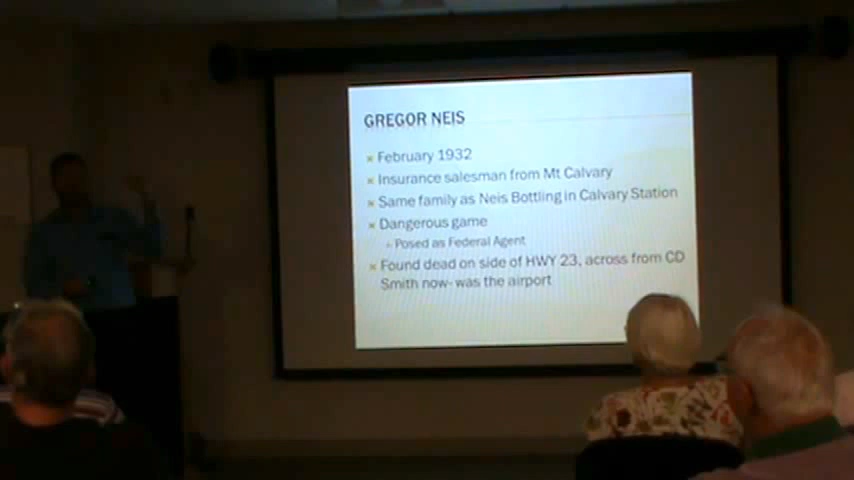 GREGOR NEIS
February 1932
Insurance salesman from Mt Calvary
Same family as Neis Bottling in Calvary Station
Dangerous game
Posed as Federal Agent
Found dead on side of HWY 23, across from CD
Smith now- was the airport